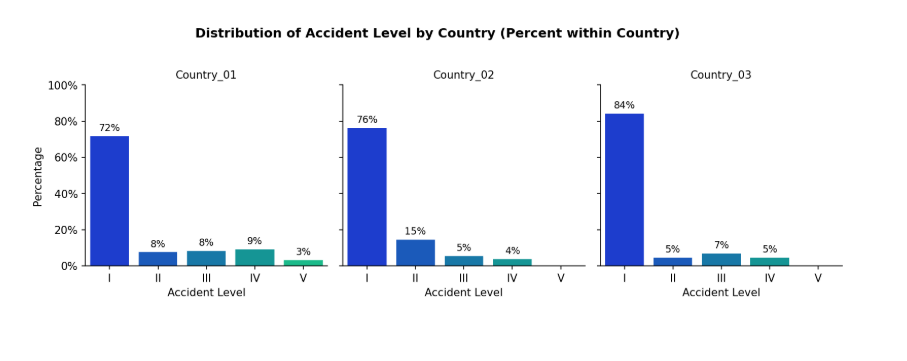 Distribution of Accident Level by Country (Percent within Country)
Country_01
Country_02
Country_03
100%
80%
60%
40%
20%
0%
Percentage
72%
8%
8%
9%
3%
76%
15%
5%
4%
84%
5%
7%
5%
I II III IV V
I II III IV V
I II III IV V
Accident Level
Accident Level
Accident Level